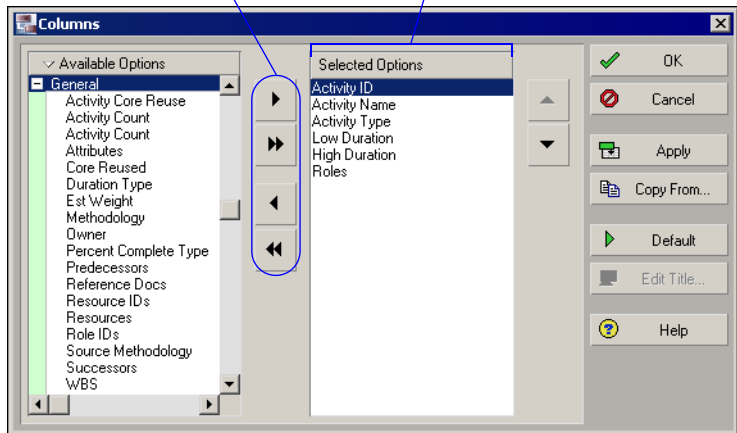 Columns
Available Options
General
Activity Core Reuse
Activity Count
Activity Count
Attributes
Core Reused
Duration Type
Est Weight
Methodology
Owner
Percent Complete Type
Predecessors
Reference Docs
Resource IDs
Resources
Role IDs
Source Methodology
Successors
WBS
Selected Options
Activity ID
Activity Name
Activity Type
Low Duration
High Duration
Roles
OK
Cancel
Apply
Copy From...
Default
Edit Title...
Help